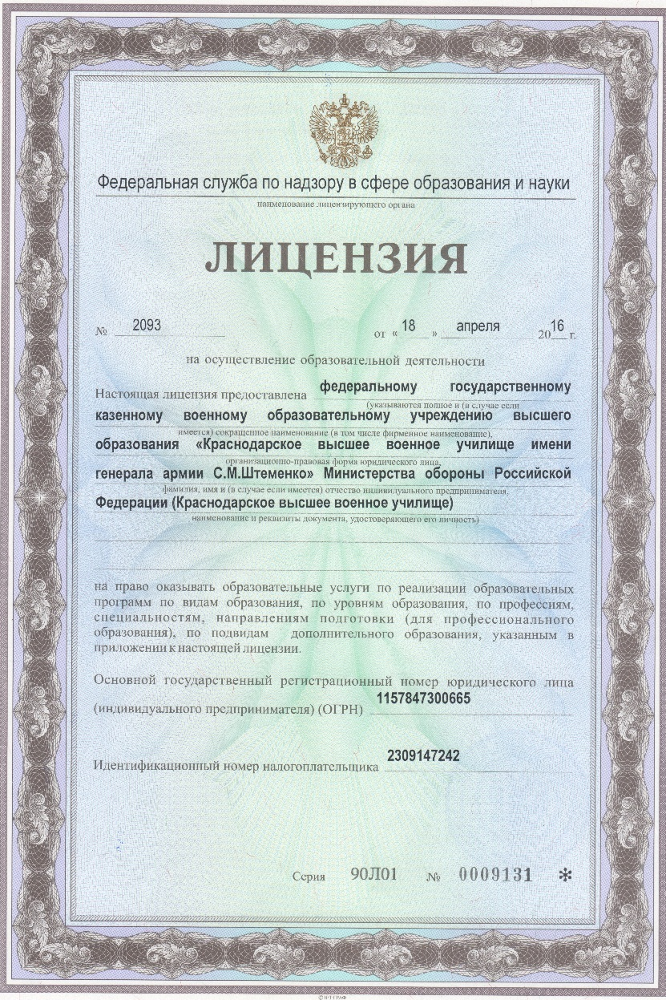 Федеральная служба по надзору в сфере образования и науки
наименование лицензирующего органа
ЛИЦЕНЗИЯ
№ 2093 от « 18 » апреля 2016 г.
на осуществление образовательной деятельности
Настоящая лицензия предоставлена федеральному государственному
(указываются полное и (в случае если
казенному военному образовательному учреждению высшего
имеется) сокращенное наименование (в том числе фирменное наименование),
образования «Краснодарское высшее военное училище имени
организационно-правовая форма юридического лица,
генерала армии С.М.Штеменко» Министерства обороны Российской
фамилия, имя и (в случае если имеется) отчество индивидуального предпринимателя,
Федерации (Краснодарское высшее военное училище)
наименование и реквизиты документа, удостоверяющего его личность)
на право оказывать образовательные услуги по реализации образовательных
программ по видам образования, по уровням образования, по профессиям,
специальностям, направлениям подготовки (для профессионального
образования), по подвидам дополнительного образования, указанным в
приложении к настоящей лицензии.
Основной государственный регистрационный номер юридического лица
(индивидуального предпринимателя) (ОГРН) 1157847300665
Идентификационный номер налогоплательщика 2309147242
Серия 90Л01 № 0009131 *